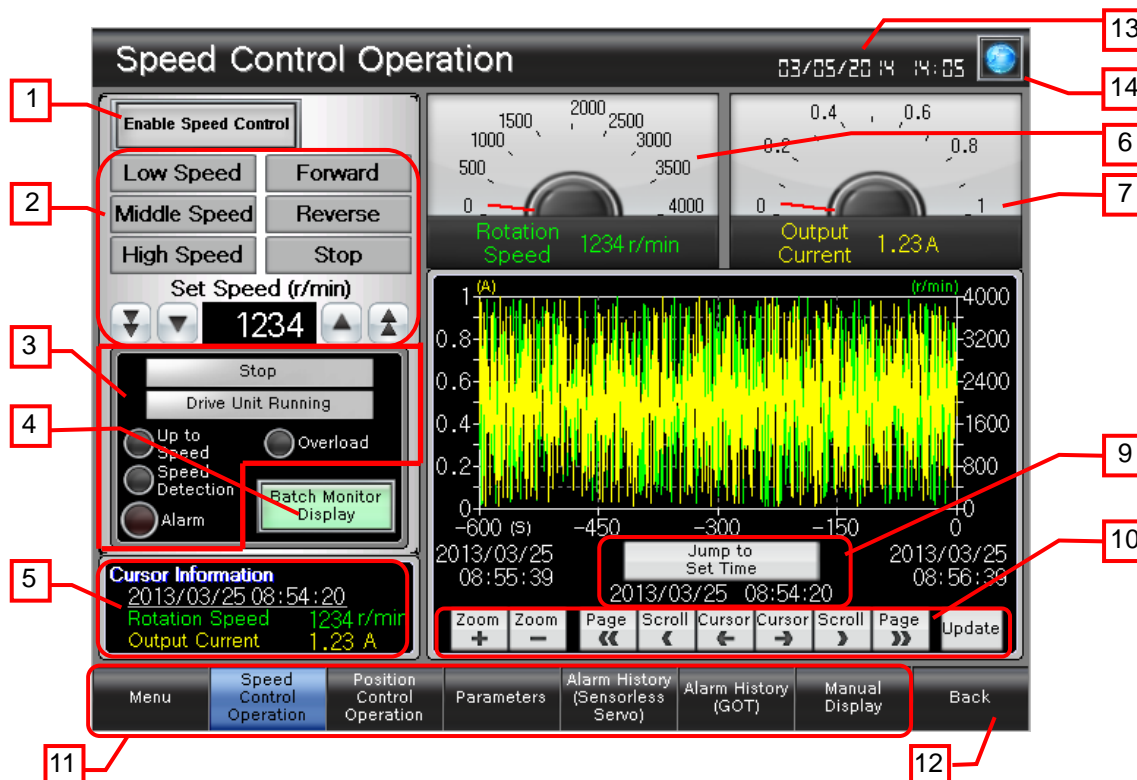 Speed Control Operation
03/05/2014 14:05
13
14
1
Enable Speed Control
2
Low Speed
Forward
Middle Speed
Reverse
High Speed
Stop
Set Speed (r/min)
1234
3
Stop
Drive Unit Running
4
Up to
Speed
Overload
Speed
Detection
Alarm
Batch Monitor
Display
5
Cursor Information
2013/03/25 08:54:20
Rotation Speed 1234 r/min
Output Current 1.23 A
0
500
1000
1500
2000
2500
3000
3500
4000
Rotation
Speed
1234 r/min
6
0
0.2
0.4
0.6
0.8
1
Output
Current
1.23 A
7
(A)
(r/min)
1
0.8
0.6
0.4
0.2
0
4000
3200
2400
1600
800
0
-600 (S)
-450
-300
-150
0
2013/03/25
08:55:39
Jump to
Set Time
2013/03/25 08:54:20
2013/03/25
08:56:39
9
10
Zoom
+
Zoom
−
Page
Scroll
Cursor
Cursor
Scroll
Page
Update
Menu
Speed
Control
Operation
Position
Control
Operation
Parameters
Alarm History
(Sensorless
Servo)
Alarm History
(GOT)
Manual
Display
Back
11
12